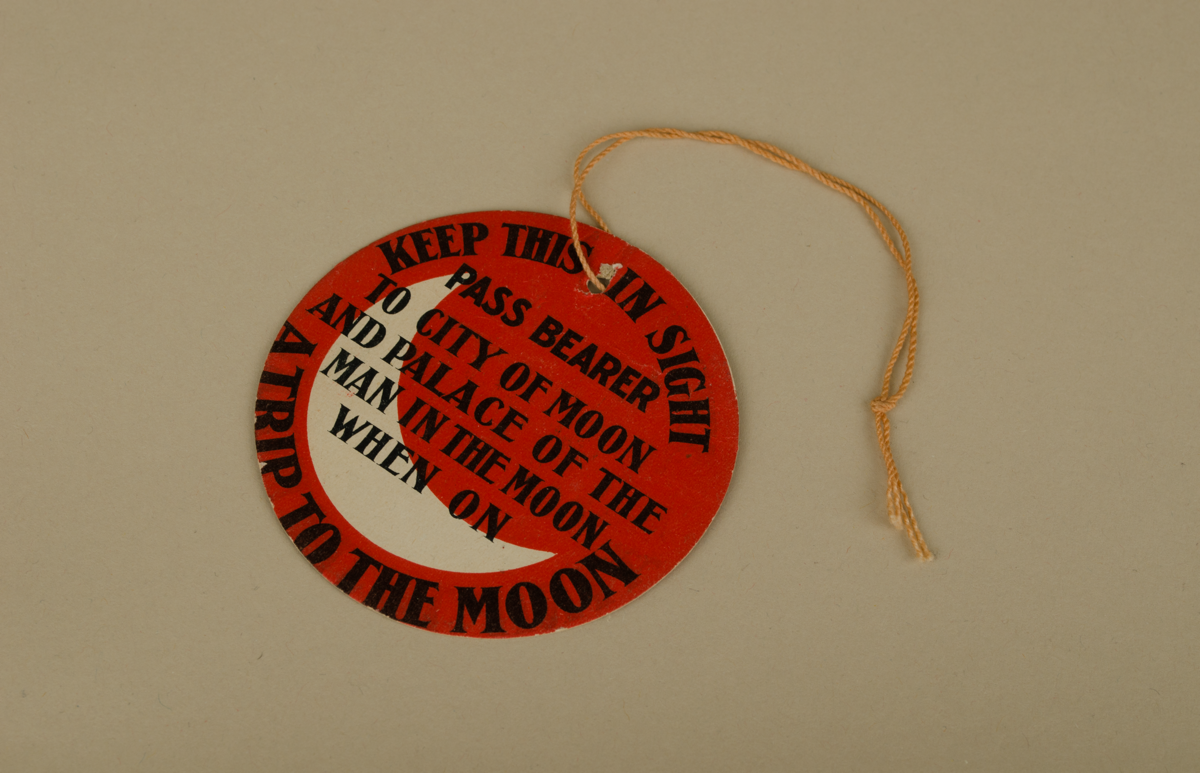 KEEP THIS IN SIGHT
PASS BEARER
TO CITY OF MOON
AND PALACE OF THE
MAN IN THE MOON
WHEN ON
A TRIP TO THE MOON